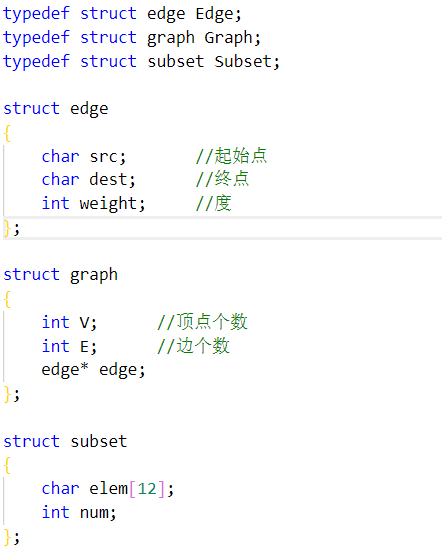 typedef struct edge Edge;
typedef struct graph Graph;
typedef struct subset Subset;
struct edge
{
    char src;       //起始点
    char dest;      //终点
    int weight;     //度
};
struct graph
{
    int V;      //顶点个数
    int E;      //边个数
    edge* edge;
};
struct subset
{
    char elem[12];
    int num;
};